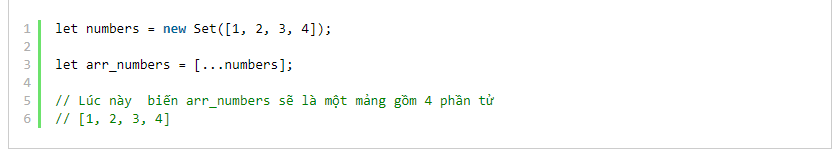 1 let numbers = new Set([1, 2, 3, 4]);
2
3 let arr_numbers = [...numbers];
4
5 // Lúc này  biến arr_numbers sẽ là một mảng gồm 4 phần tử
6 // [1, 2, 3, 4]